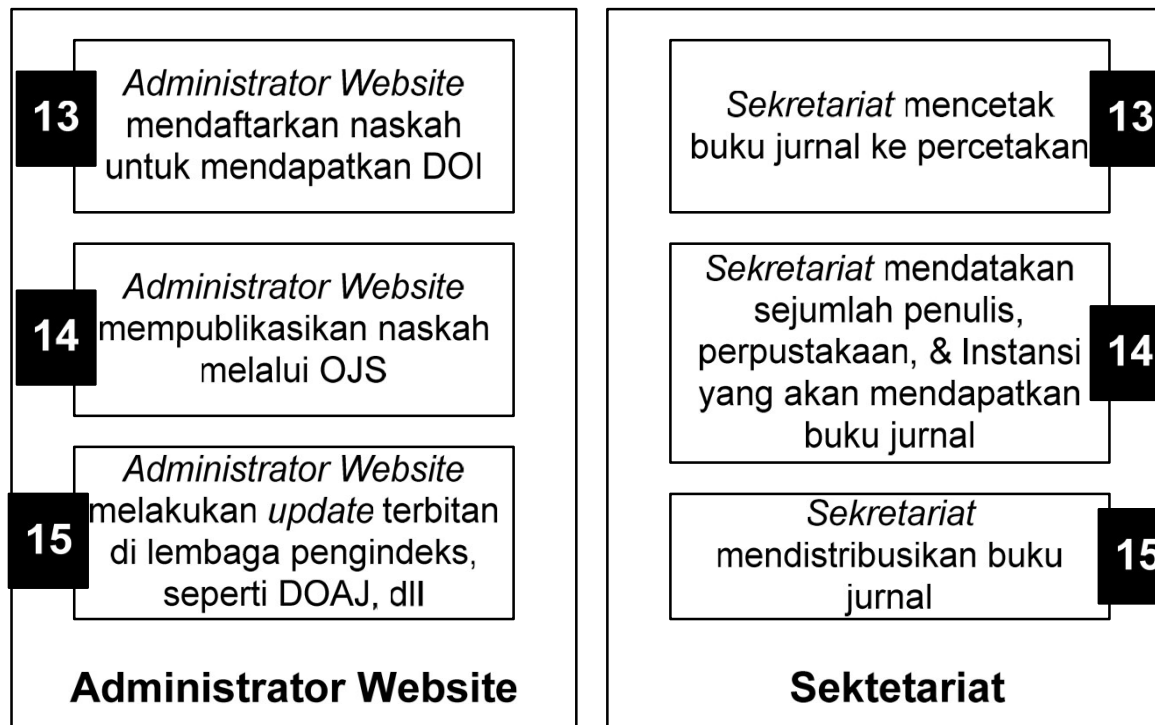 13
Administrator Website
mendaftarkan naskah
untuk mendapatkan DOI
14
Administrator Website
mempublikasikan naskah
melalui OJS
15
Administrator Website
melakukan update terbitan
di lembaga pengindeks,
seperti DOAJ, dll
Administrator Website
Sekretariat mencetak
buku jurnal ke percetakan
13
Sekretariat mendatakan
sejumlah penulis,
perpustakaan, & Instansi
yang akan mendapatkan
buku jurnal
14
Sekretariat
mendistribusikan buku
jurnal
15
Sektetariat